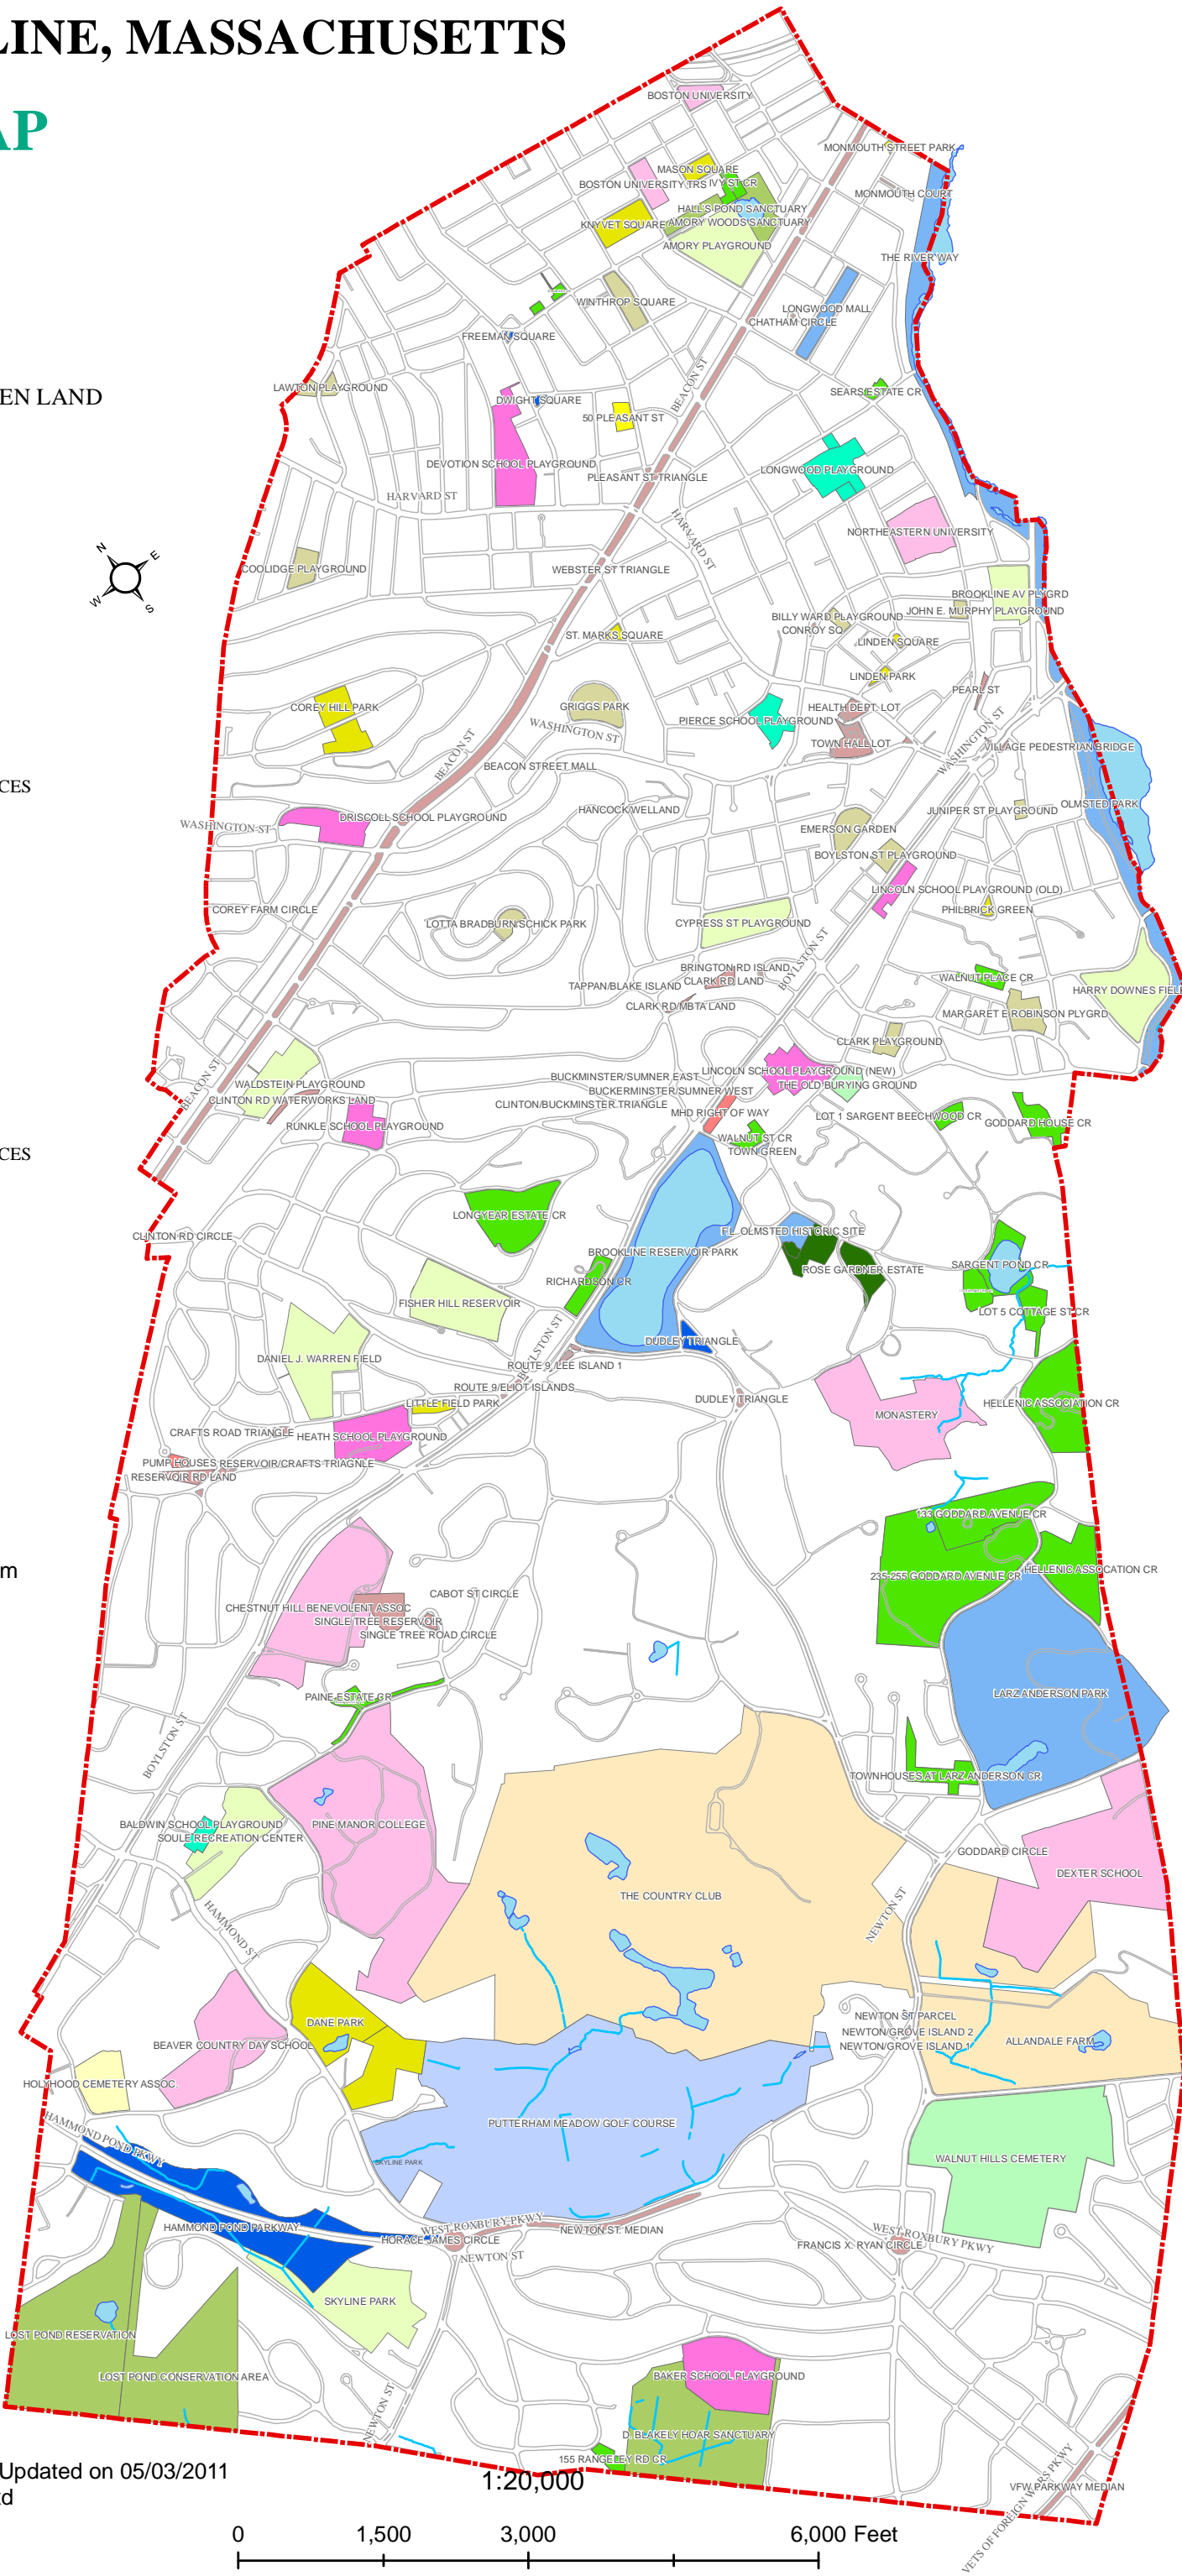 LINE, MASSACHUSETTS
AP
BOSTON UNIVERSITY
MONMOUTH STREET PARK
MASON SQUARE
BOSTON UNIVERSITY TRS
IVY ST CR
MONMOUTH COURT
HALL'S POND SANCTUARY
KNYVET SQUARE
AMORY WOODS SANCTUARY
AMORY PLAYGROUND
THE RIVER WAY
WINTHROP SQUARE
LONGWOOD MALL
CHATHAM CIRCLE
FREEMAN SQUARE
BEACON ST
LAWTON PLAYGROUND
EN LAND
SEARS ESTATE CR
DWIGHT SQUARE
50 PLEASANT ST
DEVOTION SCHOOL PLAYGROUND
LONGWOOD PLAYGROUND
PLEASANT ST TRIANGLE
HARVARD ST
HARVARD ST
NORTHEASTERN UNIVERSITY
N
E
W
S
COOLIDGE PLAYGROUND
WEBSTER ST TRIANGLE
BROOKLINE AV PLYGRD
JOHN E. MURPHY PLAYGROUND
BILLY WARD PLAYGROUND
CONROY SQ
ST. MARKS SQUARE
LINDEN SQUARE
LINDEN PARK
PEARL ST
COREY HILL PARK
GRIGGS PARK
HEALTH DEPT. LOT
PIERCE SCHOOL PLAYGROUND
WASHINGTON ST
TOWN HALL LOT
WASHINGTON ST
VILLAGE PEDESTRIAN BRIDGE
BEACON ST
BEACON STREET MALL
CES
HANCOCK/WELLAND
OLMSTED PARK
JUNIPER ST PLAYGROUND
DRISCOLL SCHOOL PLAYGROUND
WASHINGTON ST
EMERSON GARDEN
BOYLSTON ST PLAYGROUND
LINCOLN SCHOOL PLAYGROUND (OLD)
COREY FARM CIRCLE
PHILBRICK GREEN
LOTTA BRADBURN SCHICK PARK
CYPRESS ST PLAYGROUND
BOYLSTON ST
BRINGTON RD ISLAND
TAPPAN/BLAKE ISLAND
CLARK RD LAND
WALNUT PLACE CR
HARRY DOWNES FIELD
CLARK RD/MBTA LAND
MARGARET E ROBINSON PLYGRD
CLARK PLAYGROUND
BEACON ST
WALDSTEIN PLAYGROUND
BUCKMINSTER/SUMNER EAST
LINCOLN SCHOOL PLAYGROUND (NEW)
THE OLD BURYING GROUND
BUCKERMINSTER/SUMNER WEST
CLINTON RD WATERWORKS LAND
CLINTON/BUCKMINSTER TRIANGLE
MHD RIGHT OF WAY
LOT 1 SARGENT BEECHWOOD CR
GODDARD HOUSE CR
RUNKLE SCHOOL PLAYGROUND
WALNUT ST CR
TOWN GREEN
CES
LONGYEAR ESTATE CR
CLINTON RD CIRCLE
F.L. OLMSTED HISTORIC SITE
BROOKLINE RESERVOIR PARK
SARGENT POND CR
ROSE GARDNER ESTATE
RICHARDSON CR
FISHER HILL RESERVOIR
LOT 5 COTTAGE ST CR
BOYLSTON ST
DUDLEY TRIANGLE
DANIEL J. WARREN FIELD
ROUTE 9/LEE ISLAND 1
ROUTE 9/ELIOT ISLANDS
DUDLEY TRIANGLE
LITTLE FIELD PARK
HELLENIC ASSOCIATION CR
MONASTERY
CRAFTS ROAD TRIANGLE
HEATH SCHOOL PLAYGROUND
PUMP HOUSES
RESERVOIR/CRAFTS TRIAGNLE
RESERVOIR RD LAND
133 GODDARD AVENUE CR
m
235-255 GODDARD AVENUE CR
HELLENIC ASSOCATION CR
CABOT ST CIRCLE
CHESTNUT HILL BENEVOLENT ASSOC
SINGLE TREE RESERVOIR
SINGLE TREE ROAD CIRCLE
LARZ ANDERSON PARK
PAINE ESTATE CR
BOYLSTON ST
TOWNHOUSES AT LARZ ANDERSON CR
BALDWIN SCHOOL PLAYGROUND
PINE MANOR COLLEGE
SOULE RECREATION CENTER
GODDARD CIRCLE
DEXTER SCHOOL
THE COUNTRY CLUB
NEWTON ST
HAMMOND ST
DANE PARK
NEWTON ST PARCEL
NEWTON/GROVE ISLAND 2
NEWTON/GROVE ISLAND 1
ALLANDALE FARM
BEAVER COUNTRY DAY SCHOOL
HOLYHOOD CEMETERY ASSOC.
PUTTERHAM MEADOW GOLF COURSE
HAMMOND POND PKWY
SKYLINE PARK
WALNUT HILLS CEMETERY
HAMMOND POND PARKWAY
WEST ROXBURY PKWY
NEWTON ST. MEDIAN
HORACE JAMES CIRCLE
WEST ROXBURY PKWY
FRANCIS X. RYAN CIRCLE
NEWTON ST
SKYLINE PARK
LOST POND RESERVATION
LOST POND CONSERVATION AREA
BAKER SCHOOL PLAYGROUND
NEWTON ST
D. BLAKELY HOAR SANCTUARY
155 RANGELEY RD CR
Updated on 05/03/2011
td
1:20,000
VFW PARKWAY MEDIAN
VETS OF FOREIGN WARS PKWY
0 1,500 3,000 6,000 Feet